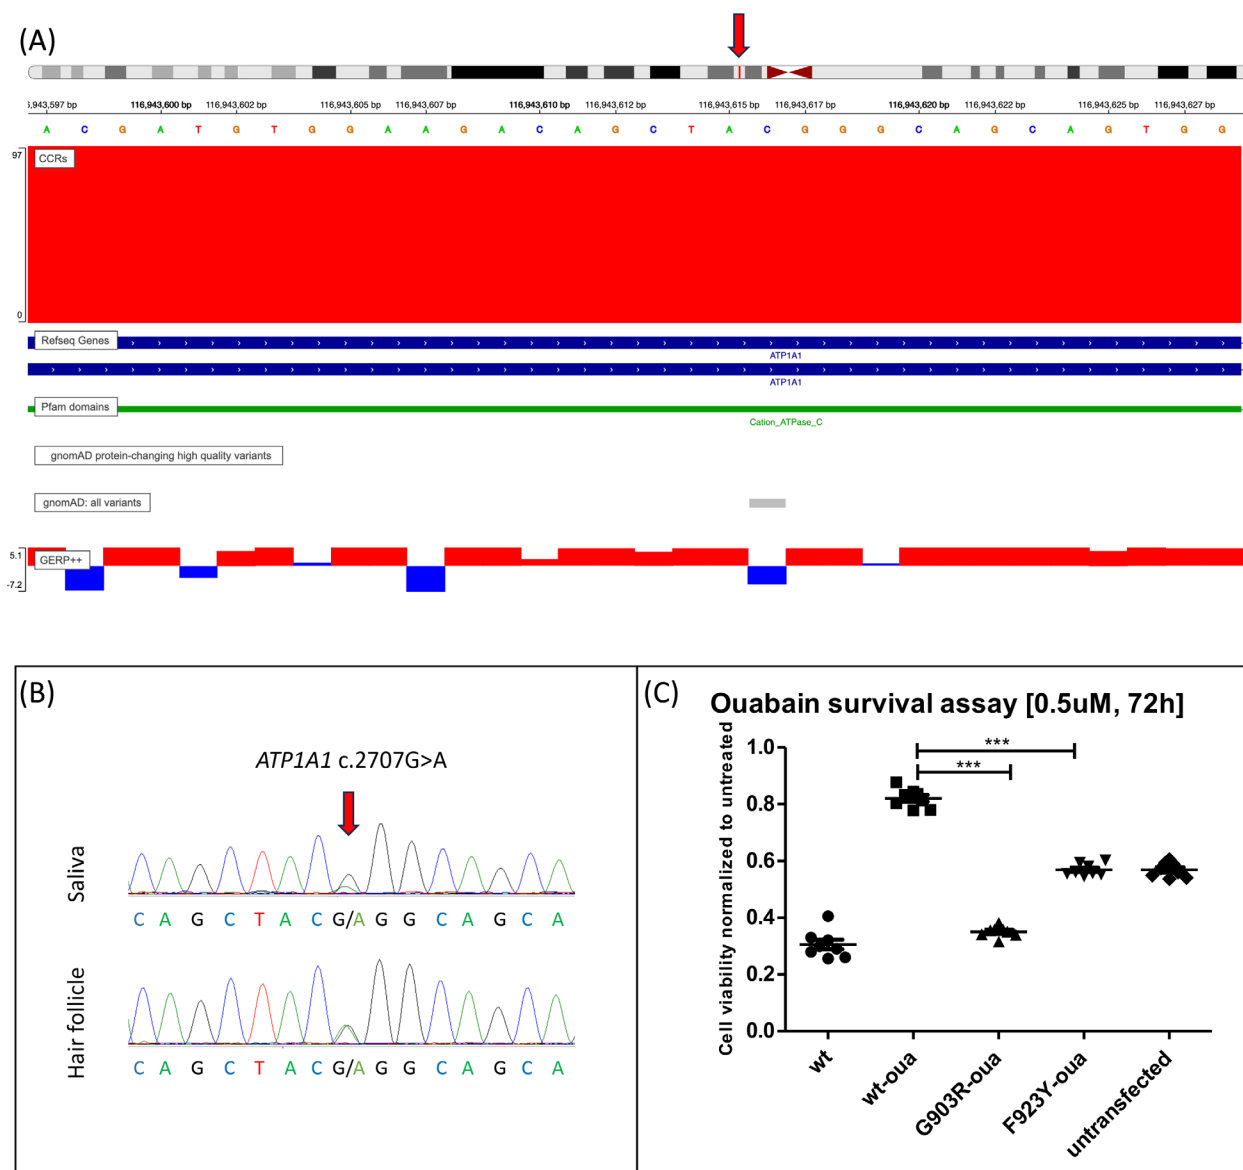 (A)
,943,597 bp 116,943,600 bp 116,943,602 bp 116,943,605 bp 116,943,607 bp 116,943,610 bp 116,943,612 bp 116,943,615 bp 116,943,617 bp 116,943,620 bp 116,943,622 bp 116,943,625 bp 116,943,627 bp
A C G A T G T G G A A G A C A G C T A C G G G C A G C A G T G G
97
CCRs
0
Refseq Genes
ATP1A1
ATP1A1
Pfam domains
Cation_ATPase_C
gnomAD protein-changing high quality variants
gnomAD: all variants
5.1
GERP++
-7.2
(B)
ATP1A1 c.2707G>A
Saliva
C A G C T A C G/A G G C A G C A
Hair follicle
C A G C T A C G/A G G C A G C A
(C)
Ouabain survival assay [0.5uM, 72h]
Cell viability normalized to untreated
1.0
0.8
0.6
0.4
0.2
0.0
***
***
wt
wt-oua
G903R-oua
F923Y-oua
untransfected